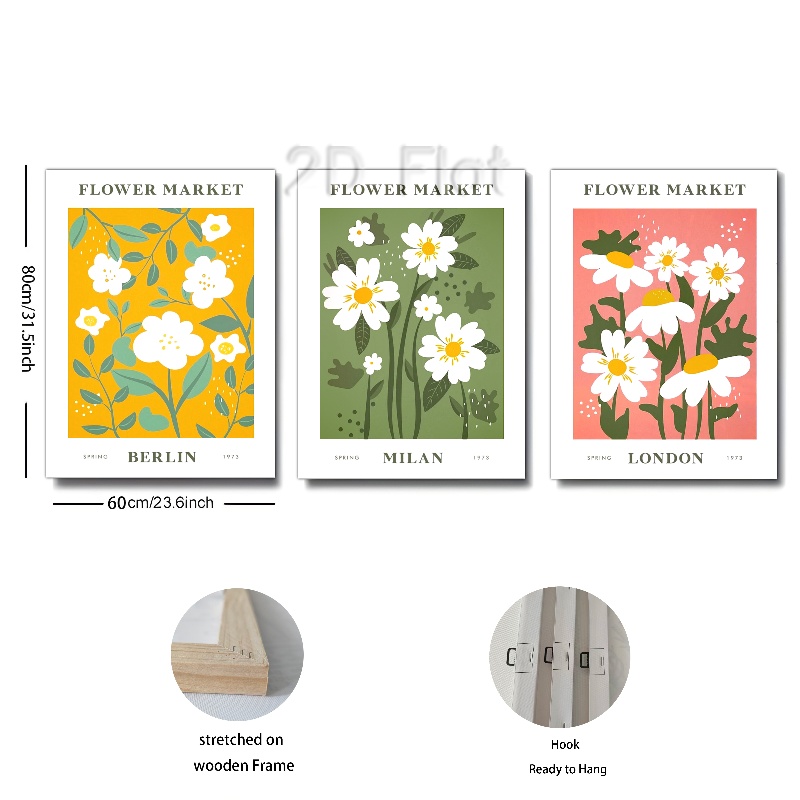 2D Flat
FLOWER MARKET
FLOWER MARKET
FLOWER MARKET
80cm/31.5inch
SPRING BERLIN 1973
SPRING MILAN 1973
SPRING LONDON 1973
60cm/23.6inch
stretched on
wooden Frame
Hook
Ready to Hang